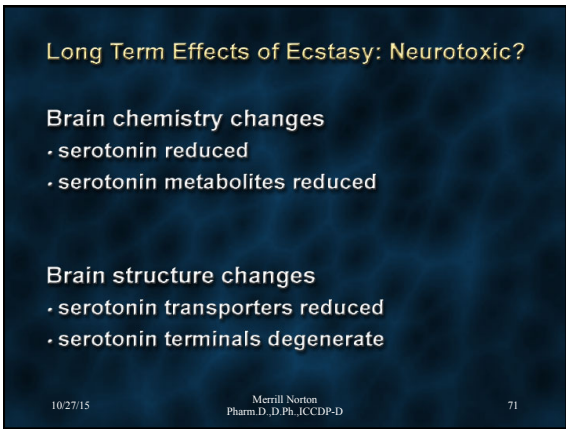 Long Term Effects of Ecstasy: Neurotoxic?
Brain chemistry changes
· serotonin reduced
· serotonin metabolites reduced
Brain structure changes
· serotonin transporters reduced
· serotonin terminals degenerate
10/27/15
Merrill Norton
Pharm.D.,D.Ph.,ICCDP-D
71